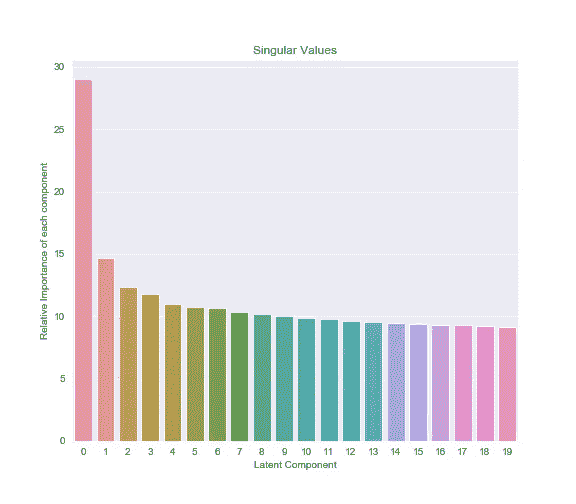 Singular Values
Relative Importance of each component
30
25
20
15
10
5
0
0 1 2 3 4 5 6 7 8 9 10 11 12 13 14 15 16 17 18 19
Latent Component